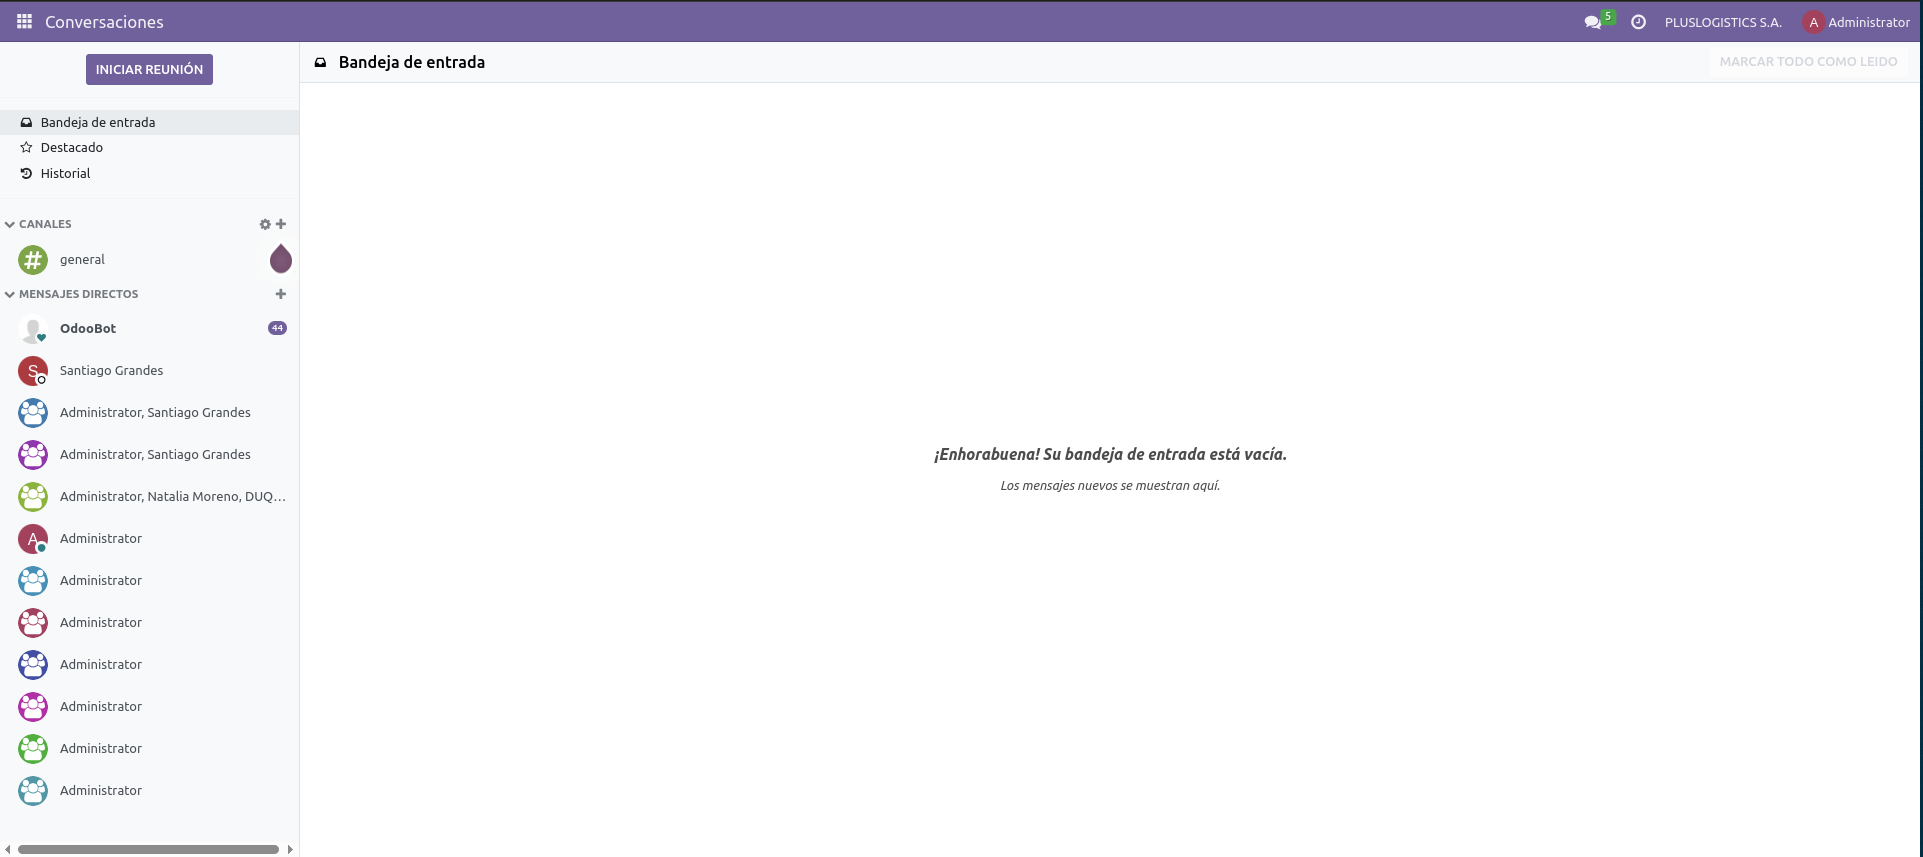 Conversaciones
5
PLUSLOGISTICS S.A.
A Administrator
INICIAR REUNIÓN
Bandeja de entrada
MARCAR TODO COMO LEIDO
Bandeja de entrada
Destacado
Historial
CANALES
# general
MENSAJES DIRECTOS
OdooBot 44
S Santiago Grandes
Administrator, Santiago Grandes
Administrator, Santiago Grandes
Administrator, Natalia Moreno, DUQ...
A Administrator
Administrator
Administrator
Administrator
Administrator
Administrator
Administrator
¡Enhorabuena! Su bandeja de entrada está vacía.
Los mensajes nuevos se muestran aquí.